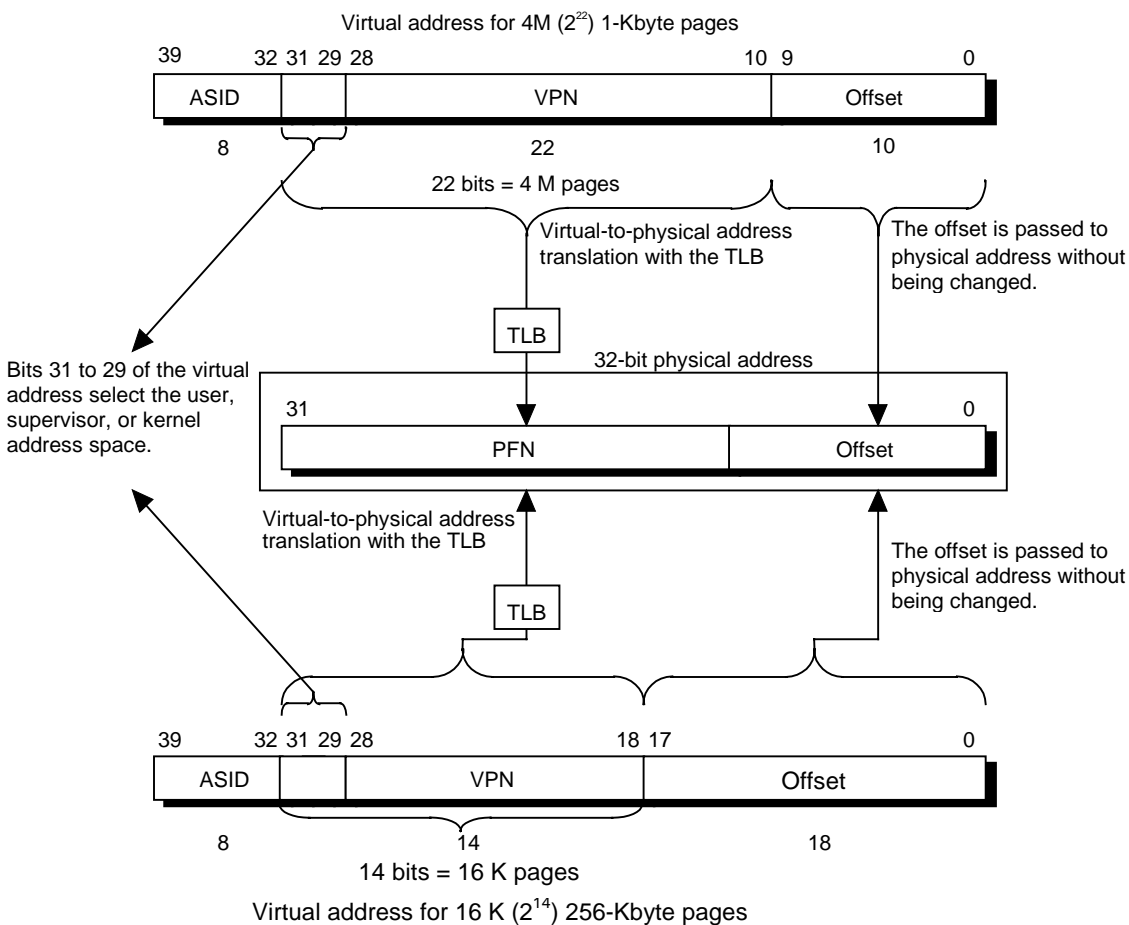 Virtual address for 4M (2²²) 1-Kbyte pages
39 32 31 29 28 10 9 0
ASID VPN Offset
8 22 10
22 bits = 4 M pages
Virtual-to-physical address
translation with the TLB
The offset is passed to
physical address without
being changed.
TLB
32-bit physical address
Bits 31 to 29 of the virtual
address select the user,
supervisor, or kernel
address space.
31 0
PFN Offset
Virtual-to-physical address
translation with the TLB
The offset is passed to
physical address without
being changed.
TLB
39 32 31 29 28 18 17 0
ASID VPN Offset
8 14 18
14 bits = 16 K pages
Virtual address for 16 K (2¹⁴) 256-Kbyte pages